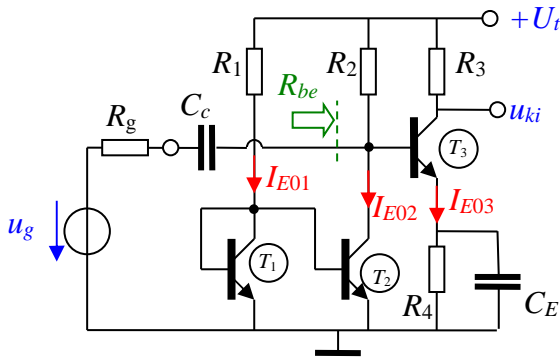 +U_t
R_1 R_2 R_3
R_be
C_c
R_g
u_ki
T_3
I_E01 I_E02 I_E03
u_g
T_1 T_2 R_4 C_E